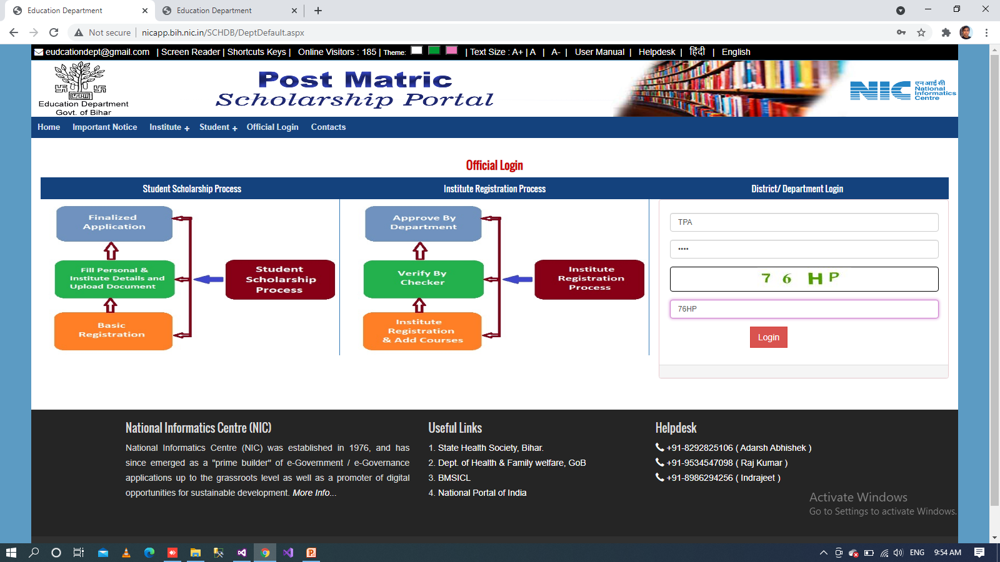 Education Department
Education Department
Not secure | nicapp.bih.nic.in/SCHDB/DeptDefault.aspx
eudcationdept@gmail.com | Screen Reader | Shortcuts Keys | Online Visitors : 185 | Theme: | Text Size : A+ | A | A- | User Manual | Helpdesk | हिंदी | English
Education Department
Govt. of Bihar
Post Matric
Scholarship Portal
NIC
एन आई सी
National
Informatics
Centre
Home Important Notice Institute + Student + Official Login Contacts
Official Login
Student Scholarship Process
Finalized
Application
Fill Personal &
Institute Details and
Upload Document
Basic
Registration
Student
Scholarship
Process
Institute Registration Process
Approve By
Department
Verify By
Checker
Institute
Registration
& Add Courses
Institute
Registration
Process
District/ Department Login
TPA
••••
7 6 H P
76HP
Login
National Informatics Centre (NIC)
National Informatics Centre (NIC) was established in 1976, and has
since emerged as a "prime builder" of e-Government / e-Governance
applications up to the grassroots level as well as a promoter of digital
opportunities for sustainable development. More Info...
Useful Links
1. State Health Society, Bihar.
2. Dept. of Health & Family welfare, GoB
3. BMSICL
4. National Portal of India
Helpdesk
+91-8292825106 ( Adarsh Abhishek )
+91-9534547098 ( Raj Kumar )
+91-8986294256 ( Indrajeet )
Activate Windows
Go to Settings to activate Windows.
ENG 9:54 AM